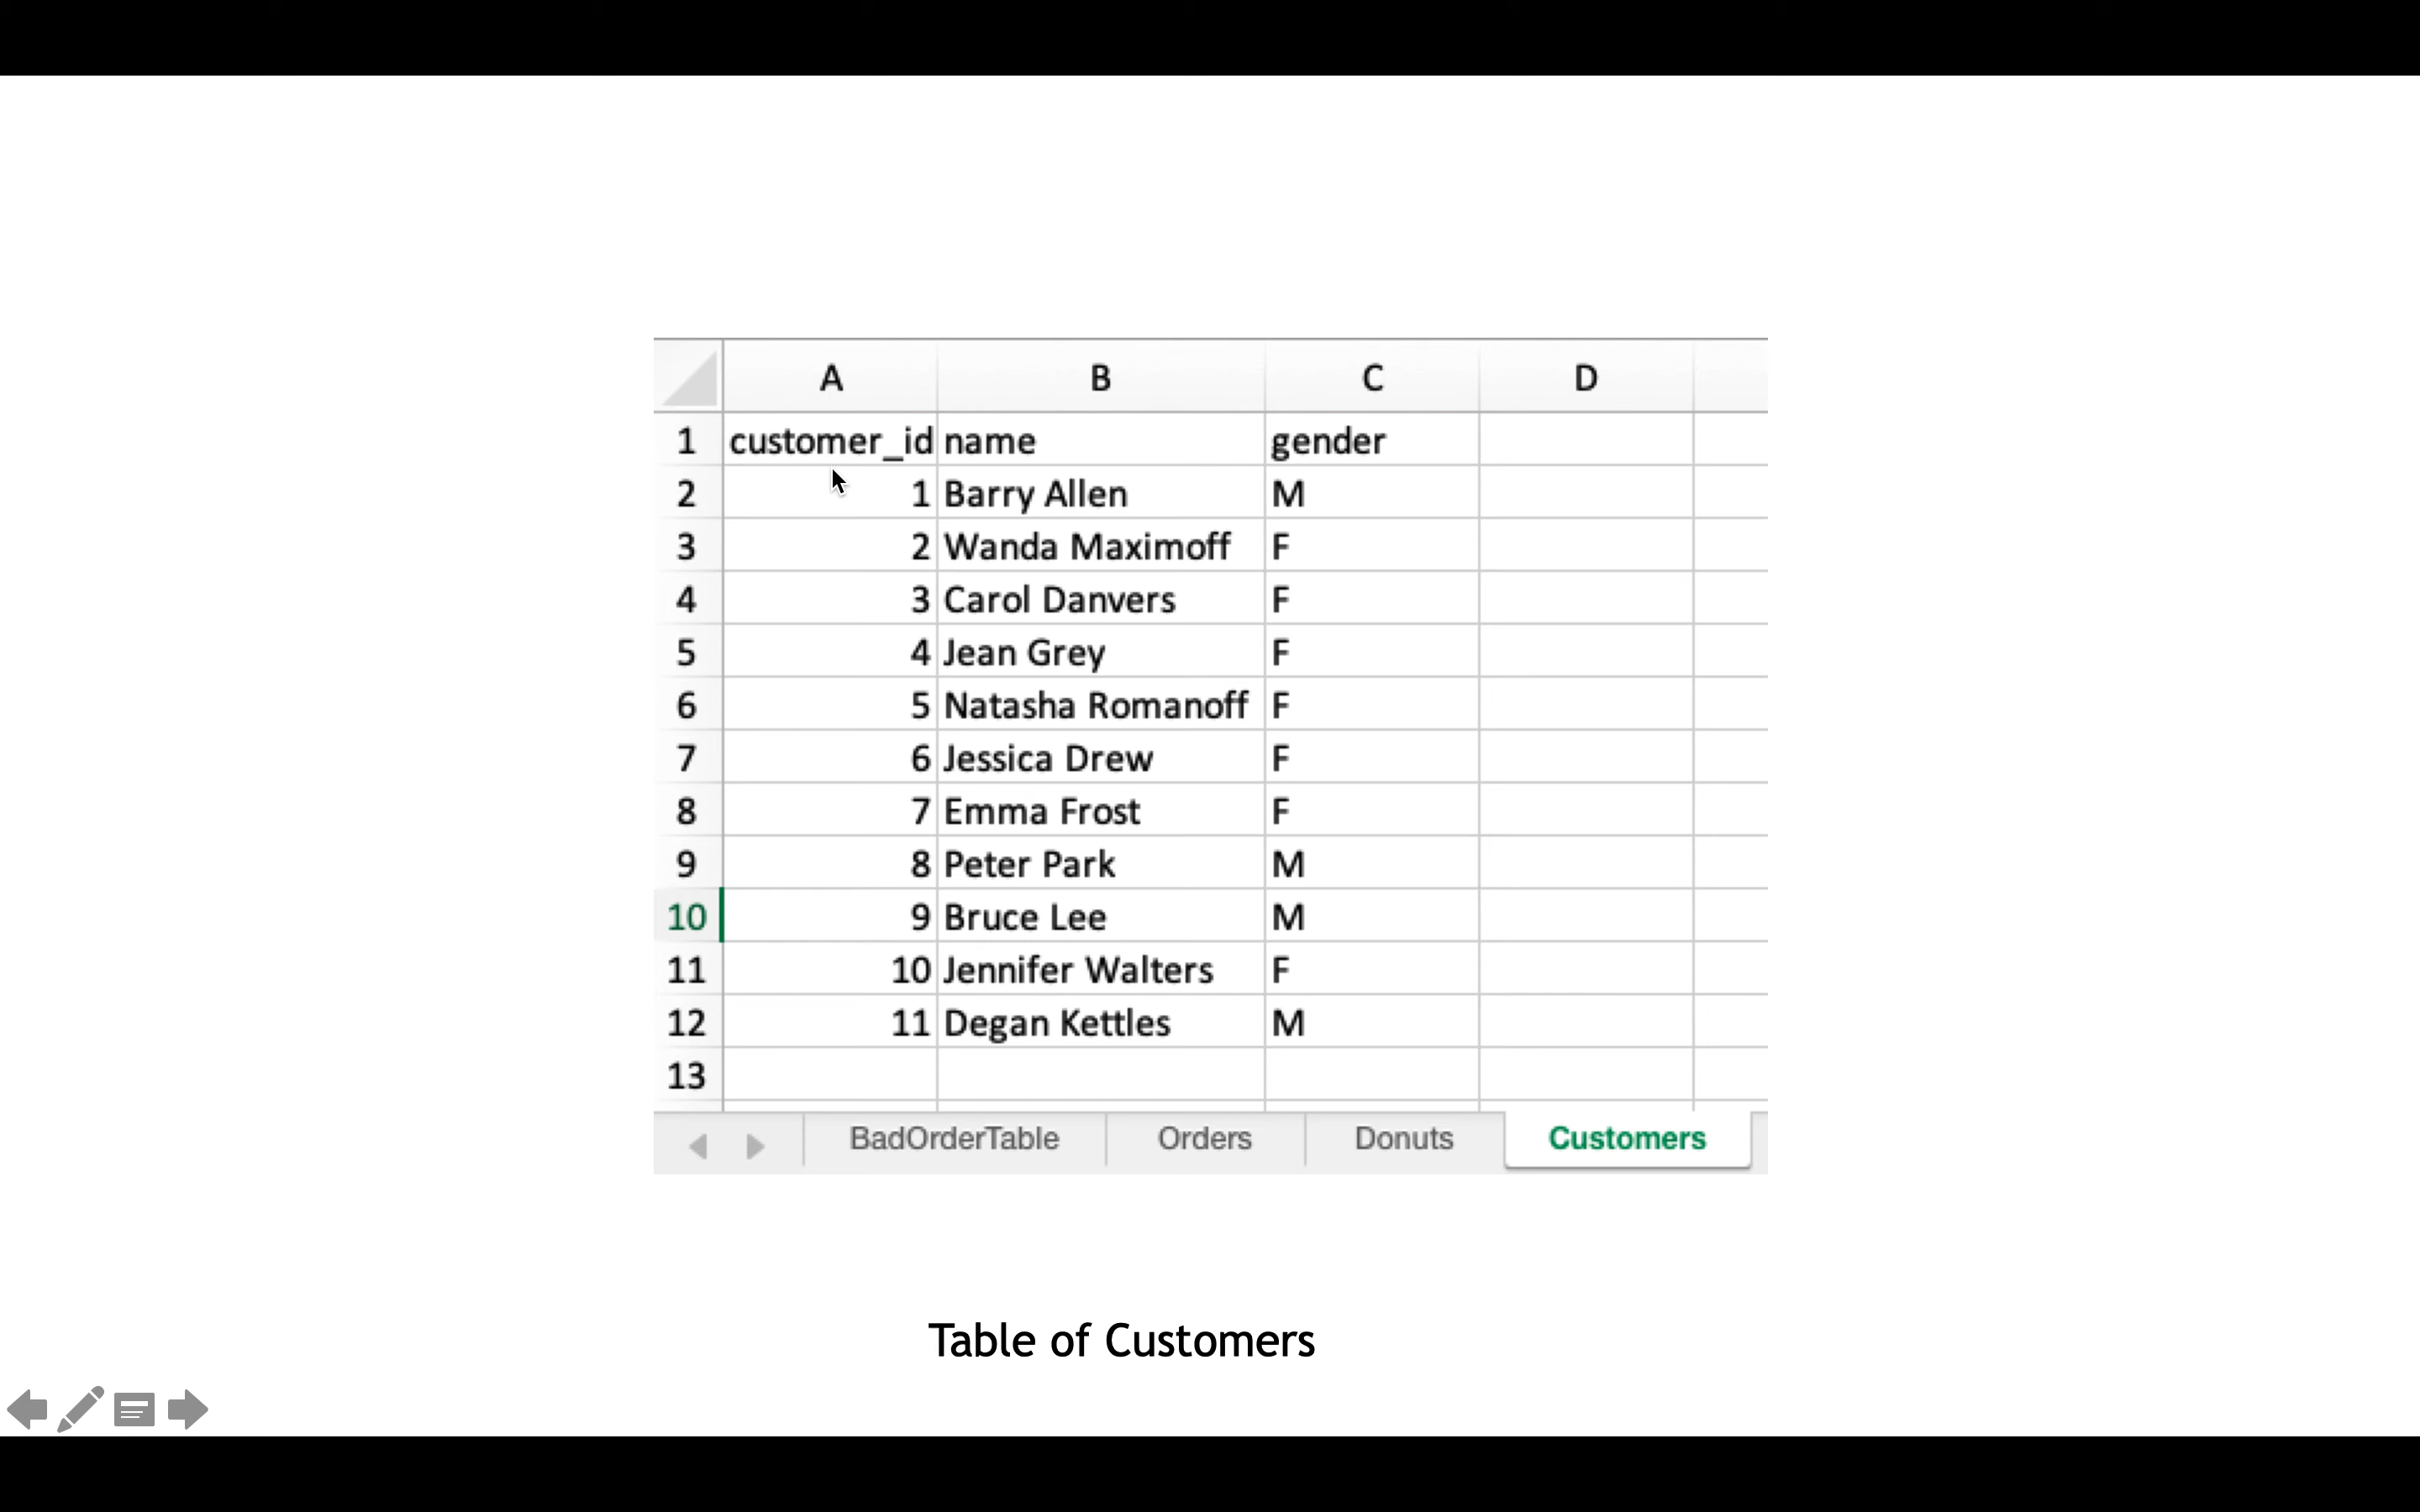 A B C D
1 customer_id name gender
2 1 Barry Allen M
3 2 Wanda Maximoff F
4 3 Carol Danvers F
5 4 Jean Grey F
6 5 Natasha Romanoff F
7 6 Jessica Drew F
8 7 Emma Frost F
9 8 Peter Park M
10 9 Bruce Lee M
11 10 Jennifer Walters F
12 11 Degan Kettles M
13
BadOrderTable Orders Donuts Customers
Table of Customers